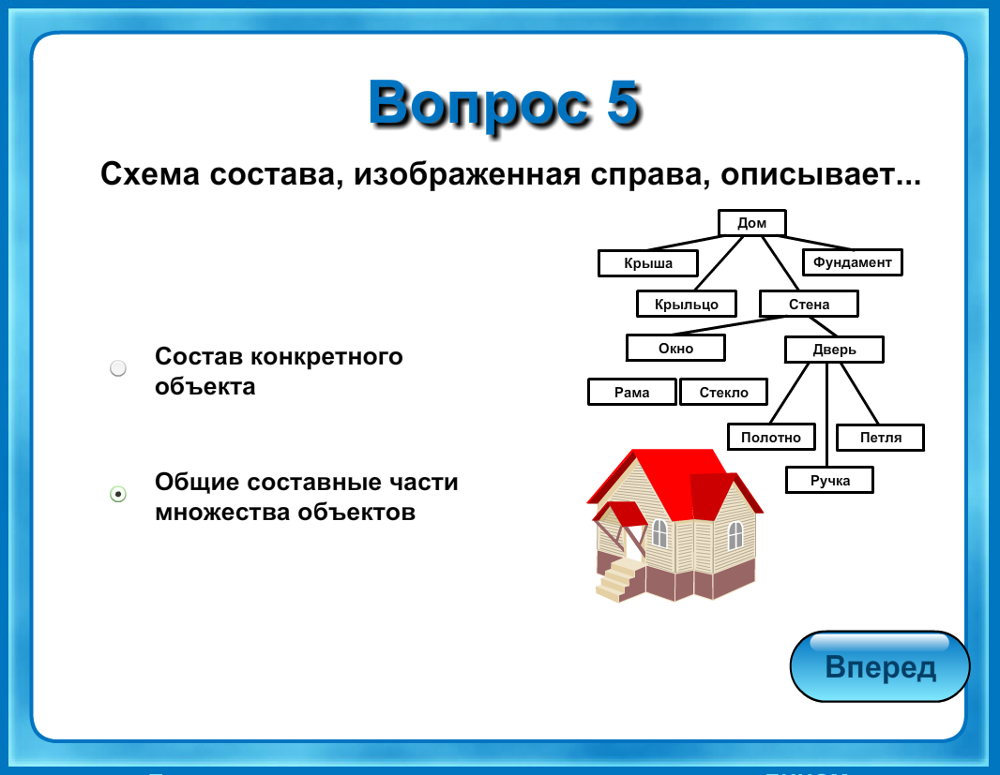 Вопрос 5
Схема состава, изображенная справа, описывает...
Дом
Крыша
Фундамент
Крыльцо
Стена
Окно
Дверь
Рама
Стекло
Полотно
Петля
Ручка
Состав конкретного
объекта
Общие составные части
множества объектов
Вперед